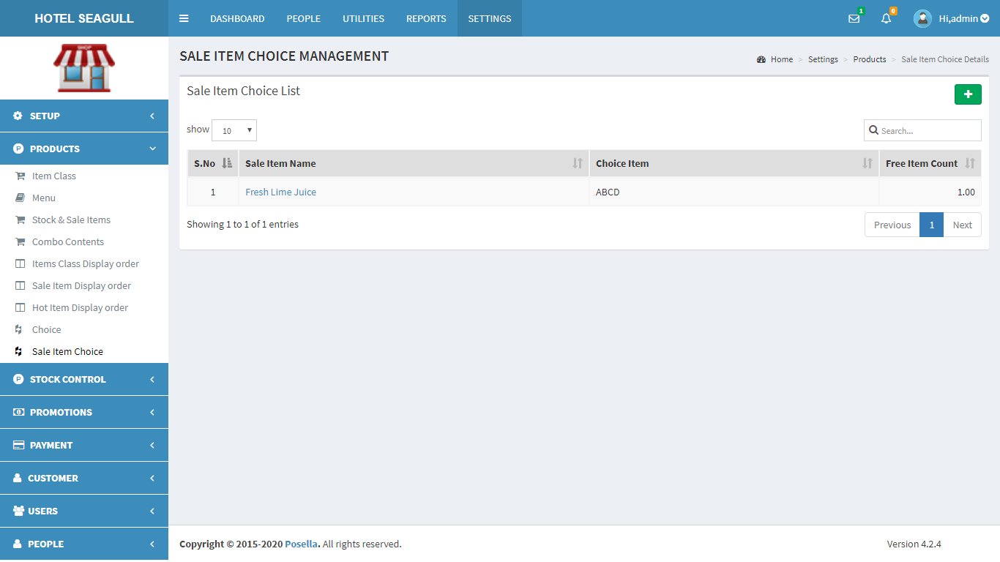 HOTEL SEAGULL
DASHBOARD PEOPLE UTILITIES REPORTS SETTINGS
1 0 Hi,admin
SHOP
SETUP
PRODUCTS
Item Class
Menu
Stock & Sale Items
Combo Contents
Items Class Display order
Sale Item Display order
Hot Item Display order
Choice
Sale Item Choice
STOCK CONTROL
PROMOTIONS
PAYMENT
CUSTOMER
USERS
PEOPLE
SALE ITEM CHOICE MANAGEMENT
Home > Settings > Products > Sale Item Choice Details
Sale Item Choice List
show 10 Search...
S.No Sale Item Name Choice Item Free Item Count
1 Fresh Lime Juice ABCD 1.00
Showing 1 to 1 of 1 entries
Previous 1 Next
Copyright © 2015-2020 Posella. All rights reserved.
Version 4.2.4